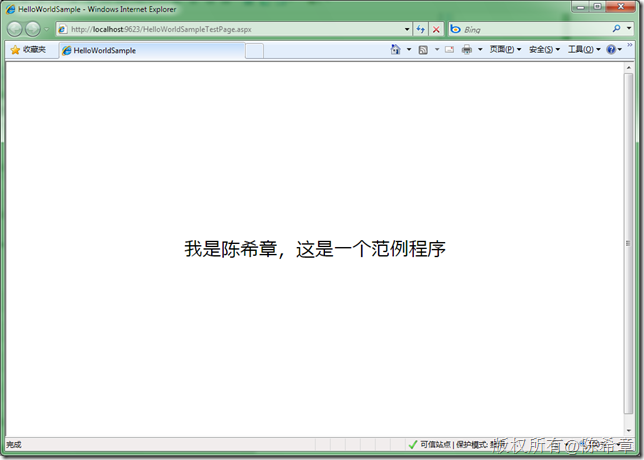 HelloWorldSample - Windows Internet Explorer
http://localhost:9623/HelloWorldSampleTestPage.aspx
Bing
收藏夹
HelloWorldSample
页面(P)
安全(S)
工具(O)
我是陈希章，这是一个范例程序
完成
可信站点 | 保护模式:
版权所有@陈希章